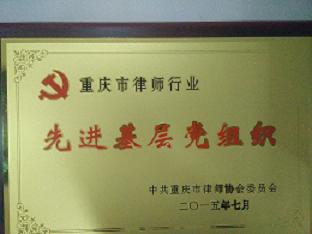 重庆市律师行业
先进基层党组织
中共重庆市律师协会委员会
二〇一五年七月